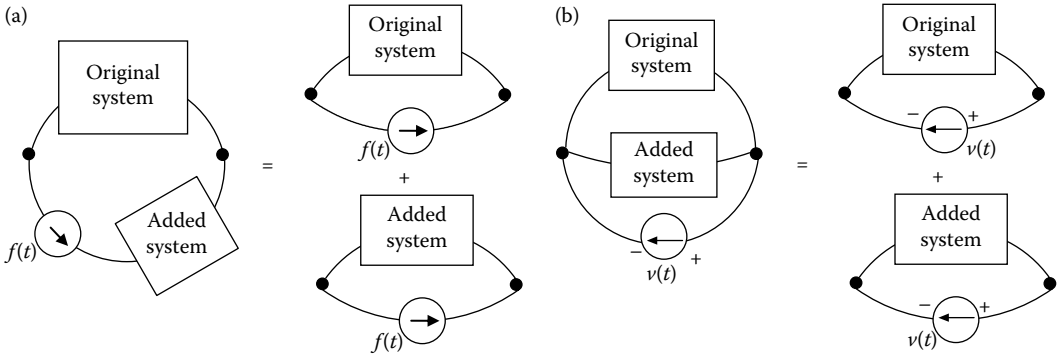 (a)
Original
system
f(t)
Added
system
=
Original
system
f(t)
+
Added
system
f(t)
(b)
Original
system
Added
system
− +
v(t)
=
Original
system
− +
v(t)
+
Added
system
− +
v(t)